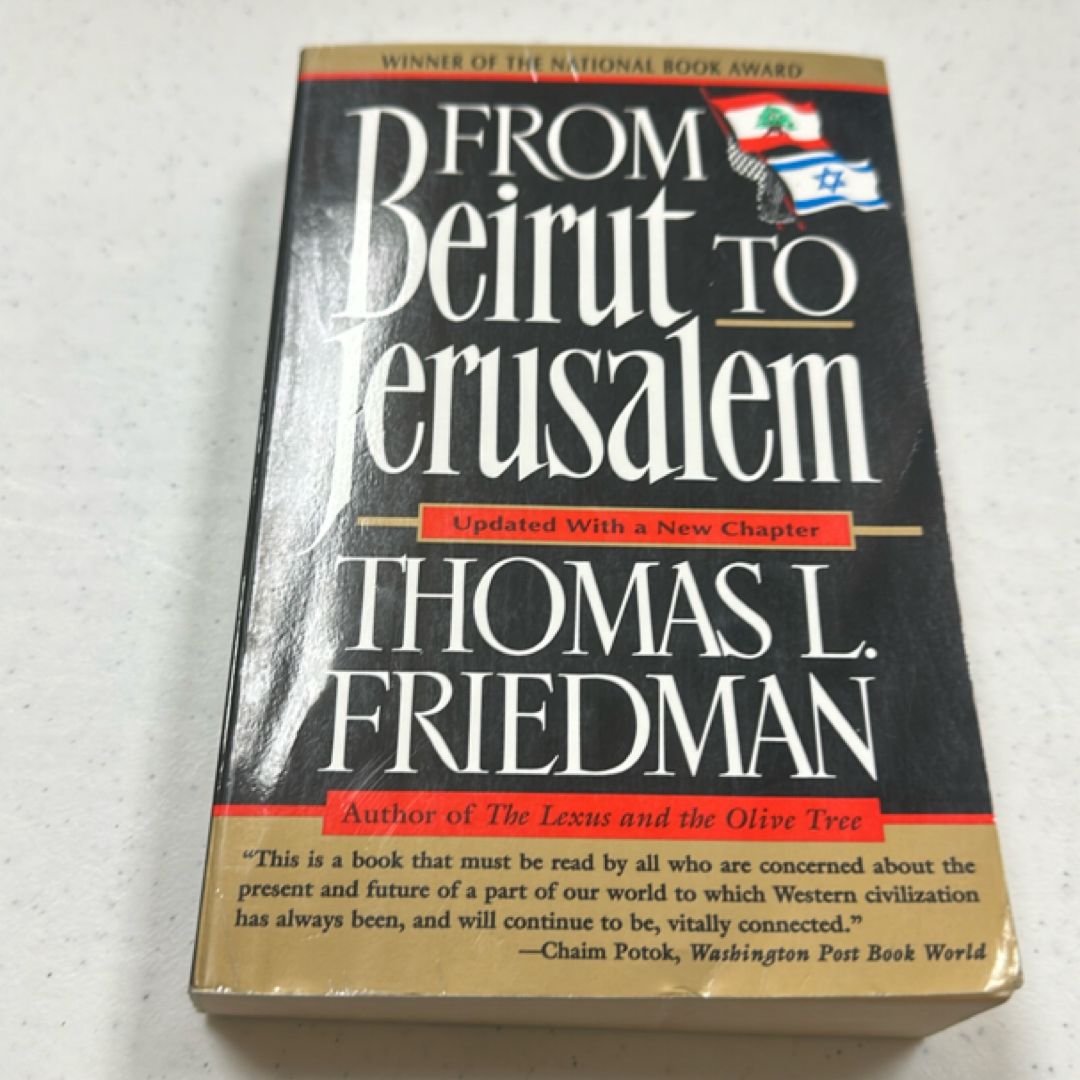 WINNER OF THE NATIONAL BOOK AWARD
FROM
Beirut TO
Jerusalem
Updated With a New Chapter
THOMAS L.
FRIEDMAN
Author of The Lexus and the Olive Tree
“This is a book that must be read by all who are concerned about the
present and future of a part of our world to which Western civilization
has always been, and will continue to be, vitally connected.”
—Chaim Potok, Washington Post Book World